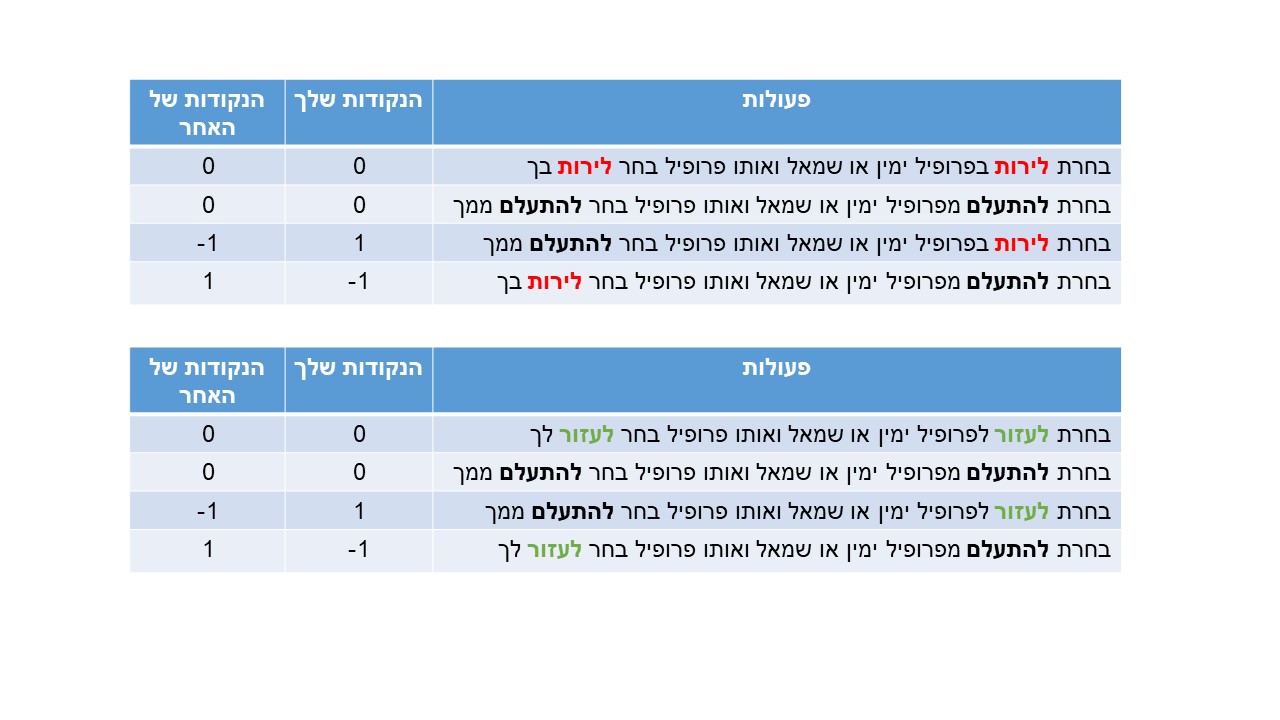 פעולות הנקודות שלך הנקודות של האחר
בחרת לירות בפרופיל ימין או שמאל ואותו פרופיל בחר לירות בך 0 0
בחרת להתעלם מפרופיל ימין או שמאל ואותו פרופיל בחר להתעלם ממך 0 0
בחרת לירות בפרופיל ימין או שמאל ואותו פרופיל בחר להתעלם ממך 1 -1
בחרת להתעלם מפרופיל ימין או שמאל ואותו פרופיל בחר לירות בך -1 1
פעולות הנקודות שלך הנקודות של האחר
בחרת לעזור לפרופיל ימין או שמאל ואותו פרופיל בחר לעזור לך 0 0
בחרת להתעלם מפרופיל ימין או שמאל ואותו פרופיל בחר להתעלם ממך 0 0
בחרת לעזור לפרופיל ימין או שמאל ואותו פרופיל בחר להתעלם ממך 1 -1
בחרת להתעלם מפרופיל ימין או שמאל ואותו פרופיל בחר לעזור לך -1 1